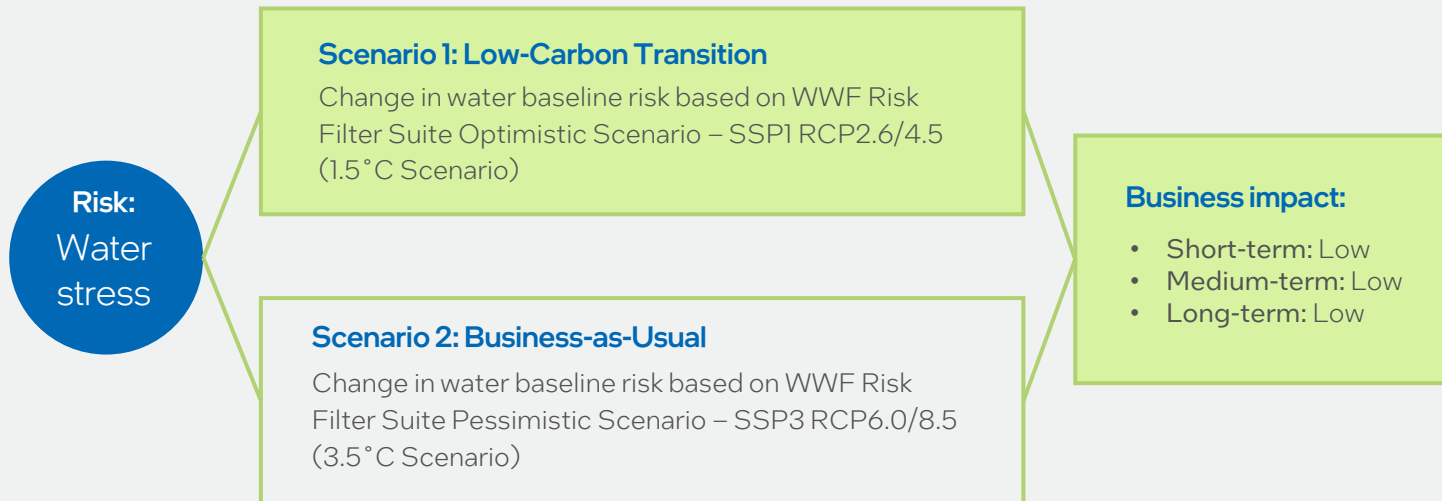 Risk:
Water
stress
Scenario 1: Low-Carbon Transition
Change in water baseline risk based on WWF Risk
Filter Suite Optimistic Scenario – SSP1 RCP2.6/4.5
(1.5˚C Scenario)
Scenario 2: Business-as-Usual
Change in water baseline risk based on WWF Risk
Filter Suite Pessimistic Scenario – SSP3 RCP6.0/8.5
(3.5˚C Scenario)
Business impact:
• Short-term: Low
• Medium-term: Low
• Long-term: Low